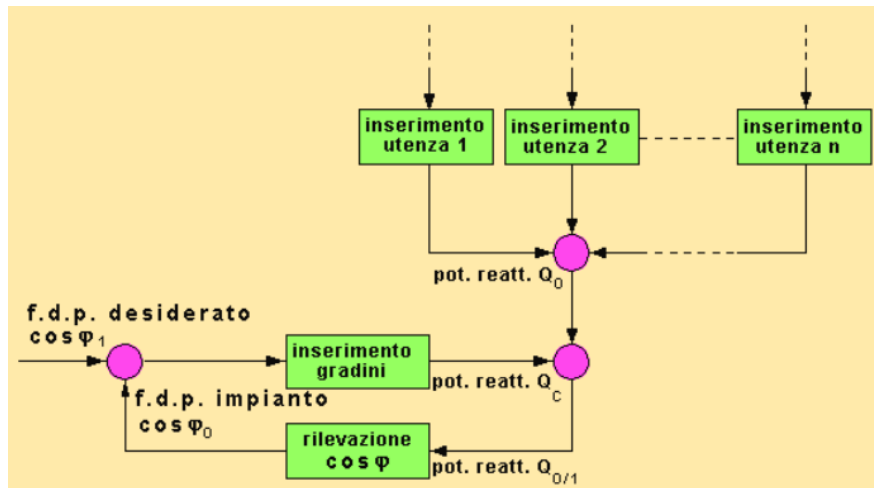 inserimento
utenza 1
inserimento
utenza 2
inserimento
utenza n
pot. reatt. Q₀
f.d.p. desiderato
cosφ₁
inserimento
gradini
pot. reatt. Q_C
f.d.p. impianto
cosφ₀
rilevazione
cosφ
pot. reatt. Q₀/₁